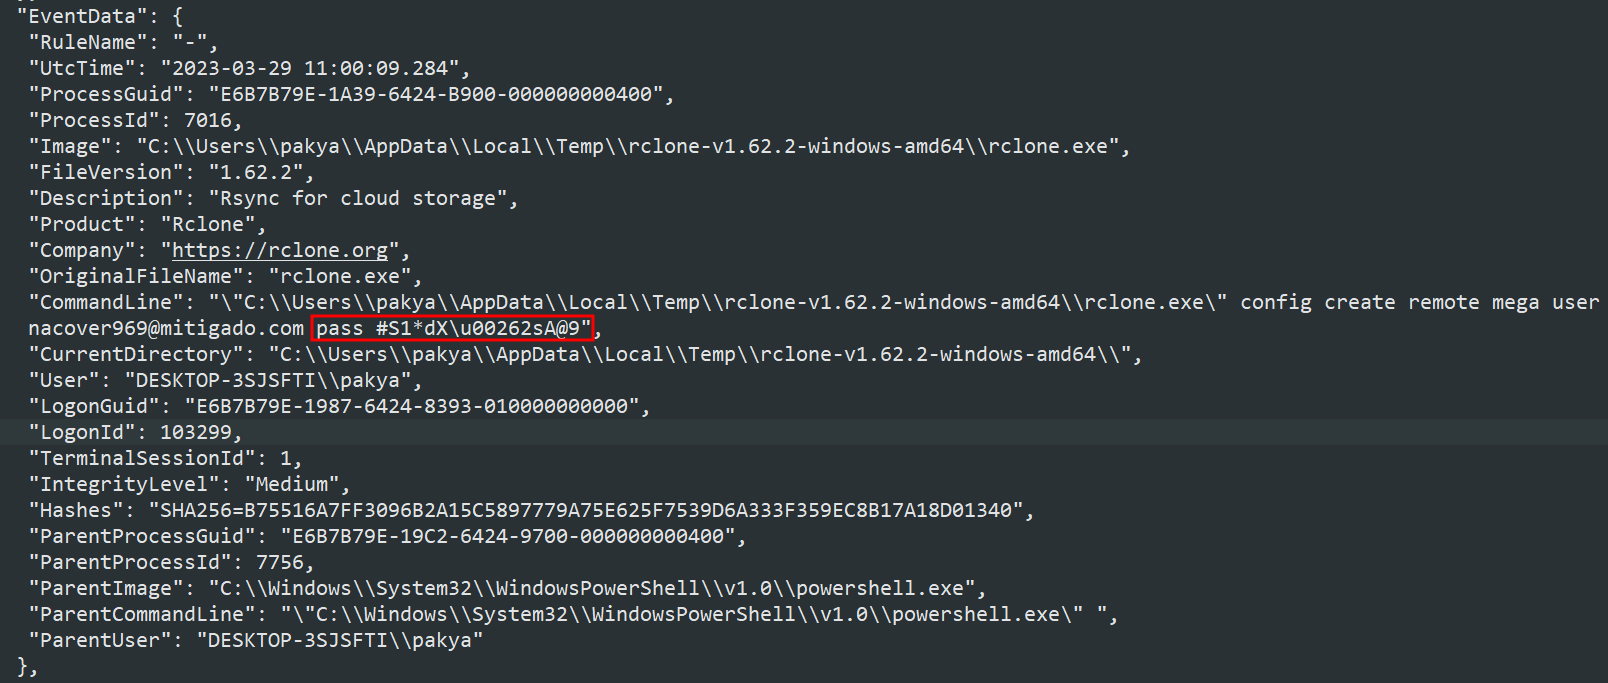 "EventData": {
"RuleName": "-",
"UtcTime": "2023-03-29 11:00:09.284",
"ProcessGuid": "E6B7B79E-1A39-6424-B900-000000000400",
"ProcessId": 7016,
"Image": "C:\\Users\\pakya\\AppData\\Local\\Temp\\rclone-v1.62.2-windows-amd64\\rclone.exe",
"FileVersion": "1.62.2",
"Description": "Rsync for cloud storage",
"Product": "Rclone",
"Company": "https://rclone.org",
"OriginalFileName": "rclone.exe",
"CommandLine": "\"C:\\Users\\pakya\\AppData\\Local\\Temp\\rclone-v1.62.2-windows-amd64\\rclone.exe\" config create remote mega user
nacover969@mitigado.com pass #S1*dX\u00262sA@9",
"CurrentDirectory": "C:\\Users\\pakya\\AppData\\Local\\Temp\\rclone-v1.62.2-windows-amd64\\",
"User": "DESKTOP-3SJSFTI\\pakya",
"LogonGuid": "E6B7B79E-1987-6424-8393-010000000000",
"LogonId": 103299,
"TerminalSessionId": 1,
"IntegrityLevel": "Medium",
"Hashes": "SHA256=B75516A7FF3096B2A15C5897779A75E625F7539D6A333F359EC8B17A18D01340",
"ParentProcessGuid": "E6B7B79E-19C2-6424-9700-000000000400",
"ParentProcessId": 7756,
"ParentImage": "C:\\Windows\\System32\\WindowsPowerShell\\v1.0\\powershell.exe",
"ParentCommandLine": "\"C:\\Windows\\System32\\WindowsPowerShell\\v1.0\\powershell.exe\" ",
"ParentUser": "DESKTOP-3SJSFTI\\pakya"
},